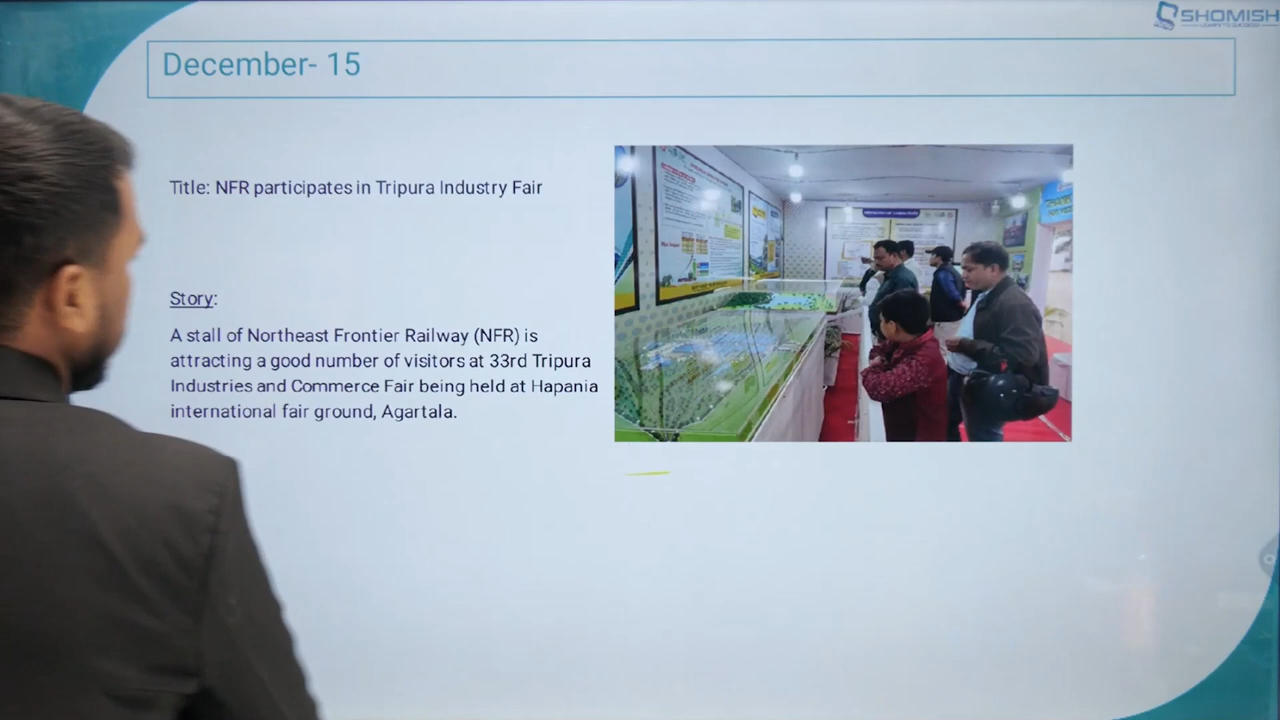 SHOMISH
December- 15
Title: NFR participates in Tripura Industry Fair
Story:
A stall of Northeast Frontier Railway (NFR) is
attracting a good number of visitors at 33rd Tripura
Industries and Commerce Fair being held at Hapania
international fair ground, Agartala.